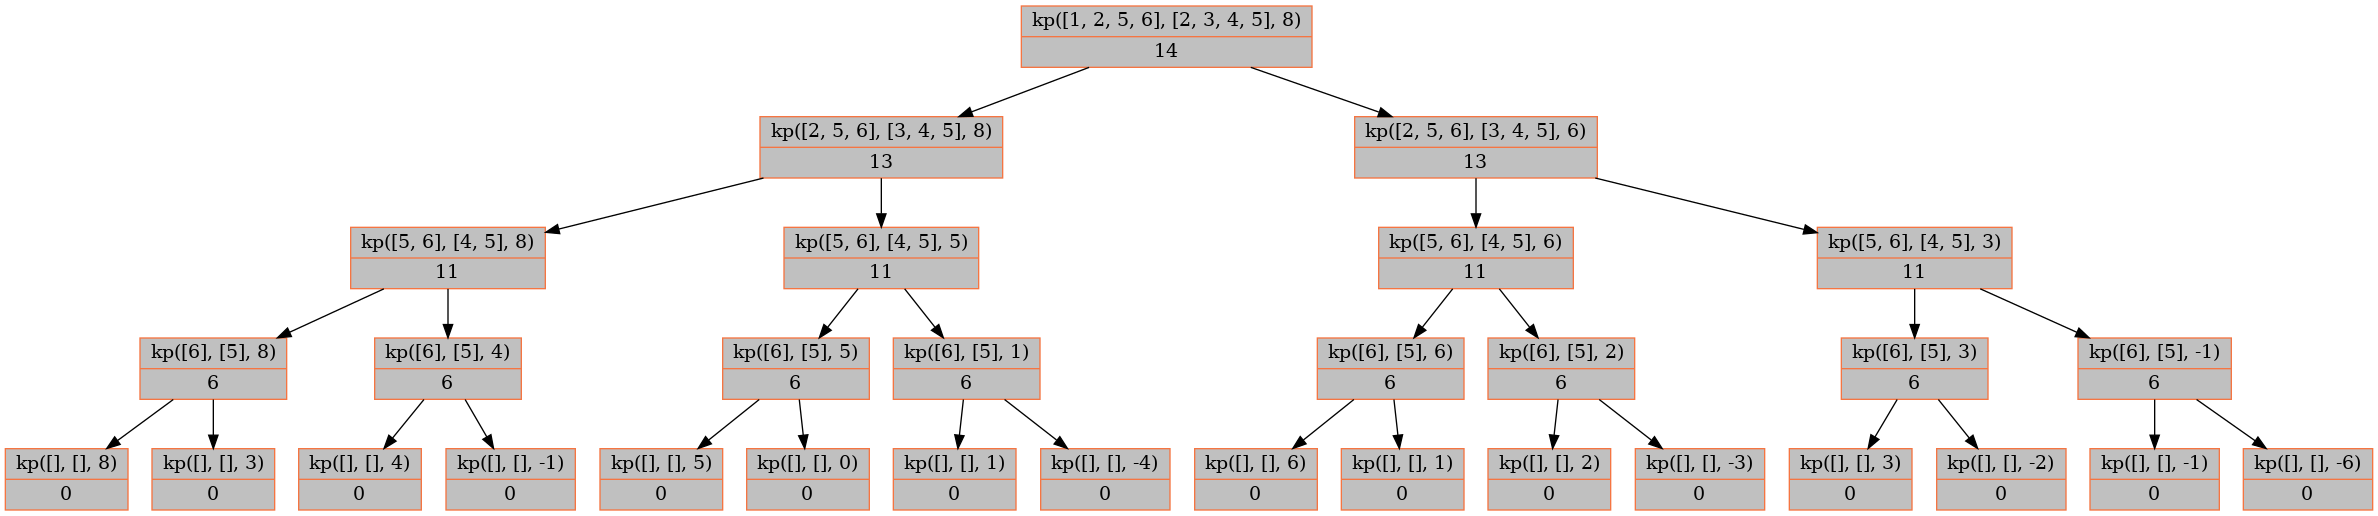 kp([1, 2, 5, 6], [2, 3, 4, 5], 8)
14
kp([2, 5, 6], [3, 4, 5], 8)
13
kp([2, 5, 6], [3, 4, 5], 6)
13
kp([5, 6], [4, 5], 8)
11
kp([5, 6], [4, 5], 5)
11
kp([5, 6], [4, 5], 6)
11
kp([5, 6], [4, 5], 3)
11
kp([6], [5], 8)
6
kp([6], [5], 4)
6
kp([6], [5], 5)
6
kp([6], [5], 1)
6
kp([6], [5], 6)
6
kp([6], [5], 2)
6
kp([6], [5], 3)
6
kp([6], [5], -1)
6
kp([], [], 8)
0
kp([], [], 3)
0
kp([], [], 4)
0
kp([], [], -1)
0
kp([], [], 5)
0
kp([], [], 0)
0
kp([], [], 1)
0
kp([], [], -4)
0
kp([], [], 6)
0
kp([], [], 1)
0
kp([], [], 2)
0
kp([], [], -3)
0
kp([], [], 3)
0
kp([], [], -2)
0
kp([], [], -1)
0
kp([], [], -6)
0